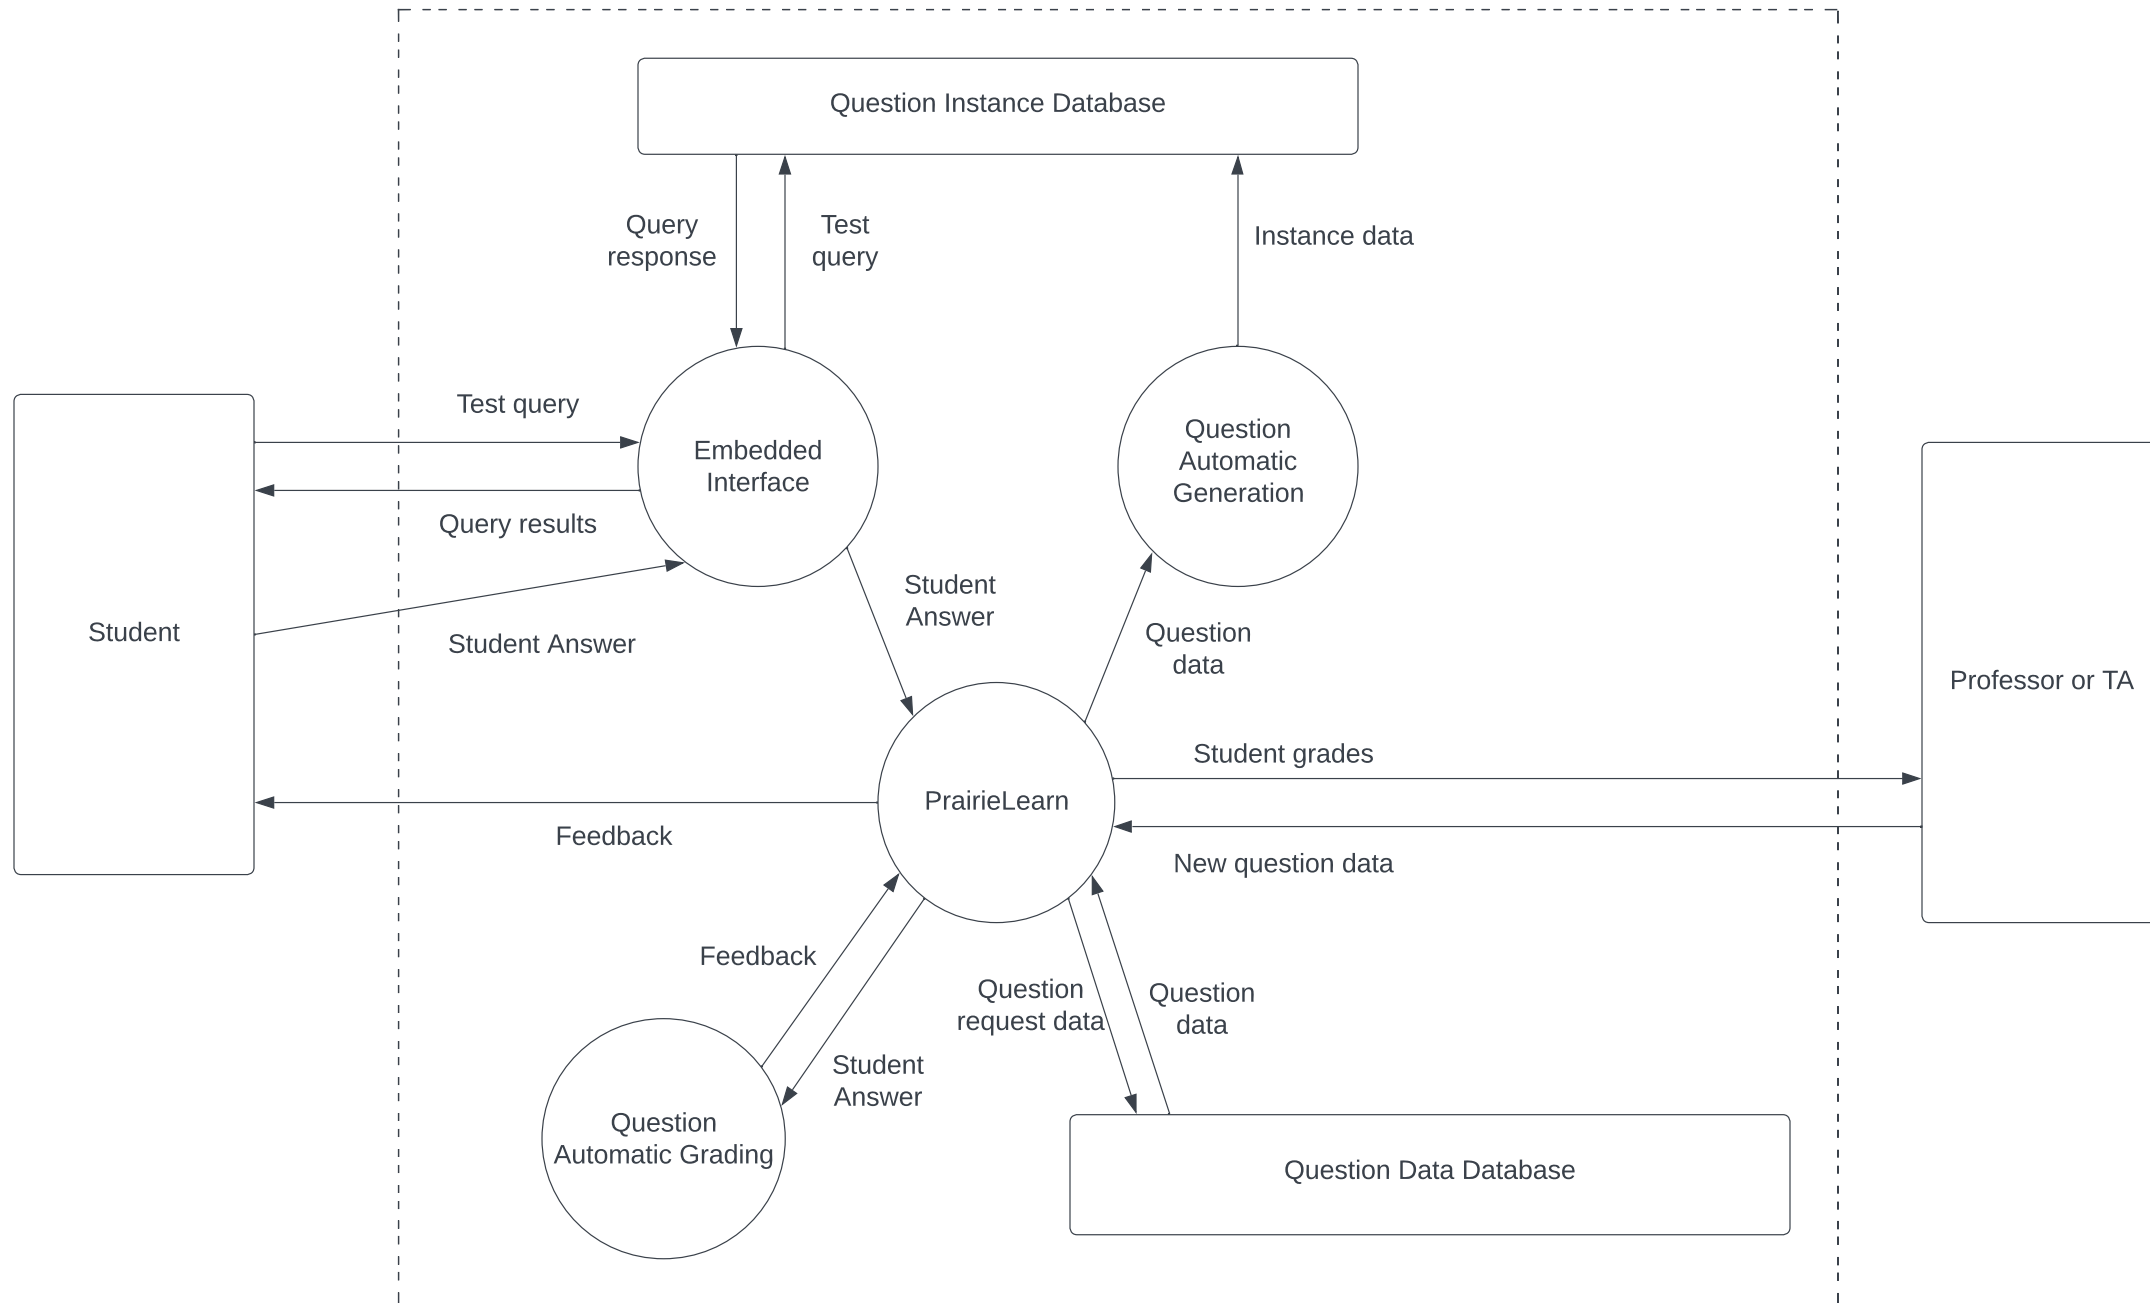 Question Instance Database
Query
response
Test
query
Instance data
Test query
Embedded
Interface
Question
Automatic
Generation
Query results
Student
Answer
Student
Student Answer
Question
data
Professor or TA
Student grades
PrairieLearn
Feedback
New question data
Feedback
Question
request data
Question
data
Student
Answer
Question
Automatic Grading
Question Data Database